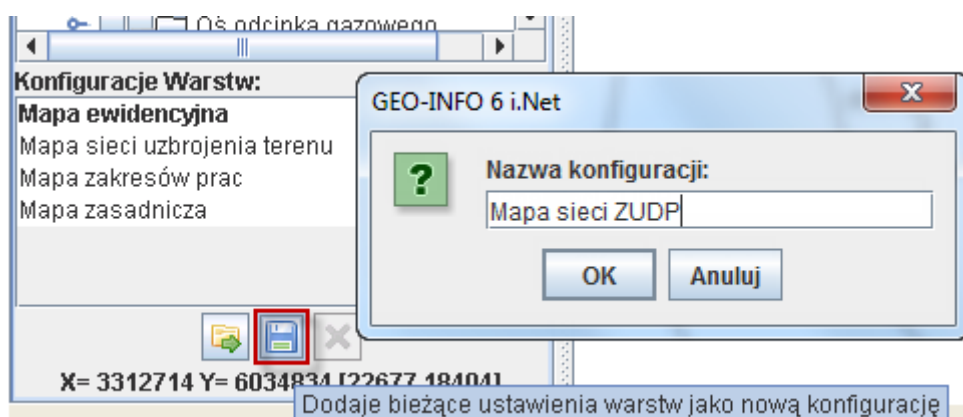 Oś odcinka gazowego
Konfiguracje Warstw:
Mapa ewidencyjna
Mapa sieci uzbrojenia terenu
Mapa zakresów prac
Mapa zasadnicza
GEO-INFO 6 i.Net
Nazwa konfiguracji:
Mapa sieci ZUDP
OK Anuluj
X= 3312714 Y= 6034834 [22677,18404]
Dodaje bieżące ustawienia warstw jako nową konfigurację